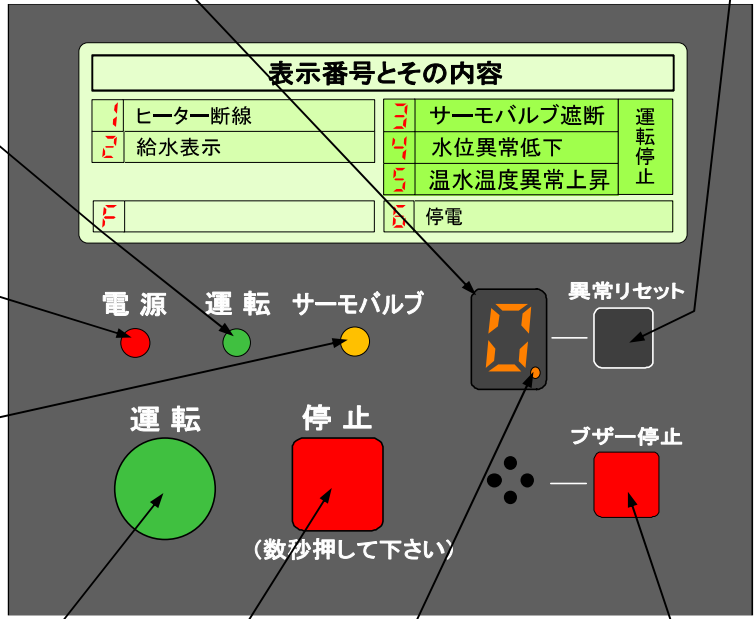 表示番号とその内容
1 ヒーター断線
2 給水表示
3 サーモバルブ遮断
4 水位異常低下
5 温水温度異常上昇
運転停止
F
6 停電
電源 運転 サーモバルブ
異常リセット
0.
運転 停止
ブザー停止
(数秒押して下さい)